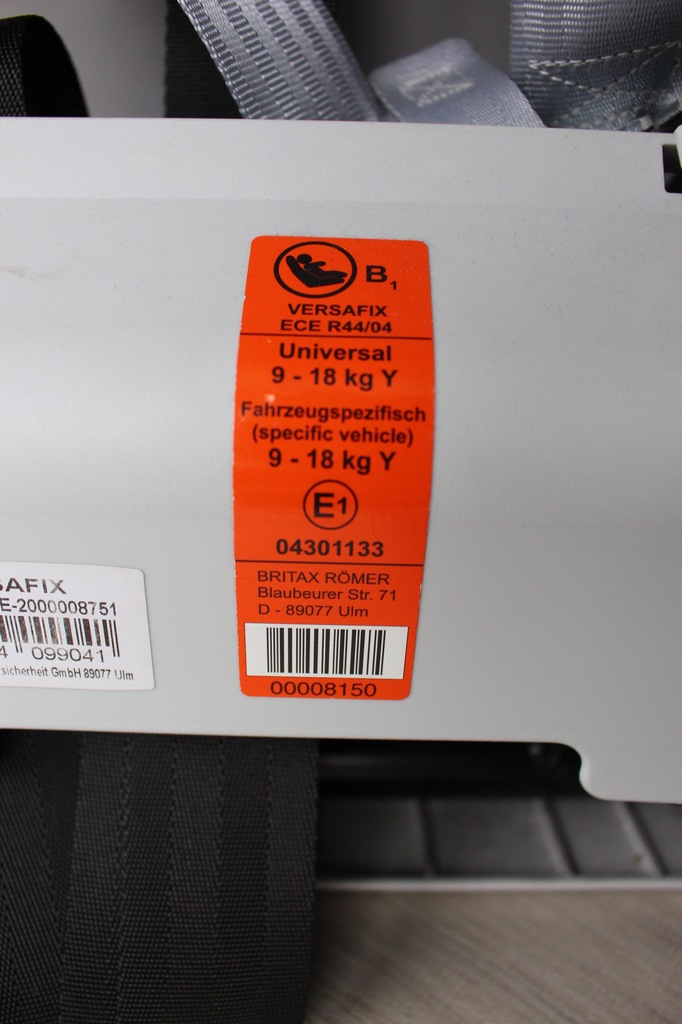 B1
VERSAFIX
ECE R44/04
Universal
9 - 18 kg Y
Fahrzeugspezifisch
(specific vehicle)
9 - 18 kg Y
E1
04301133
BRITAX RÖMER
Blaubeurer Str. 71
D - 89077 Ulm
00008150
SAFIX
E-2000008751
4 099041
sicherheit GmbH 89077 Ulm